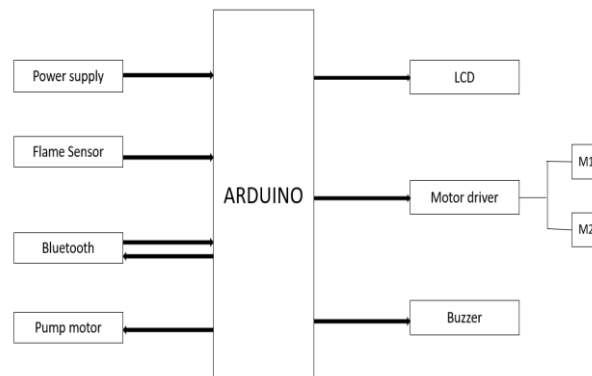 Power supply
Flame Sensor
Bluetooth
Pump motor
ARDUINO
LCD
Motor driver
Buzzer
M1
M2